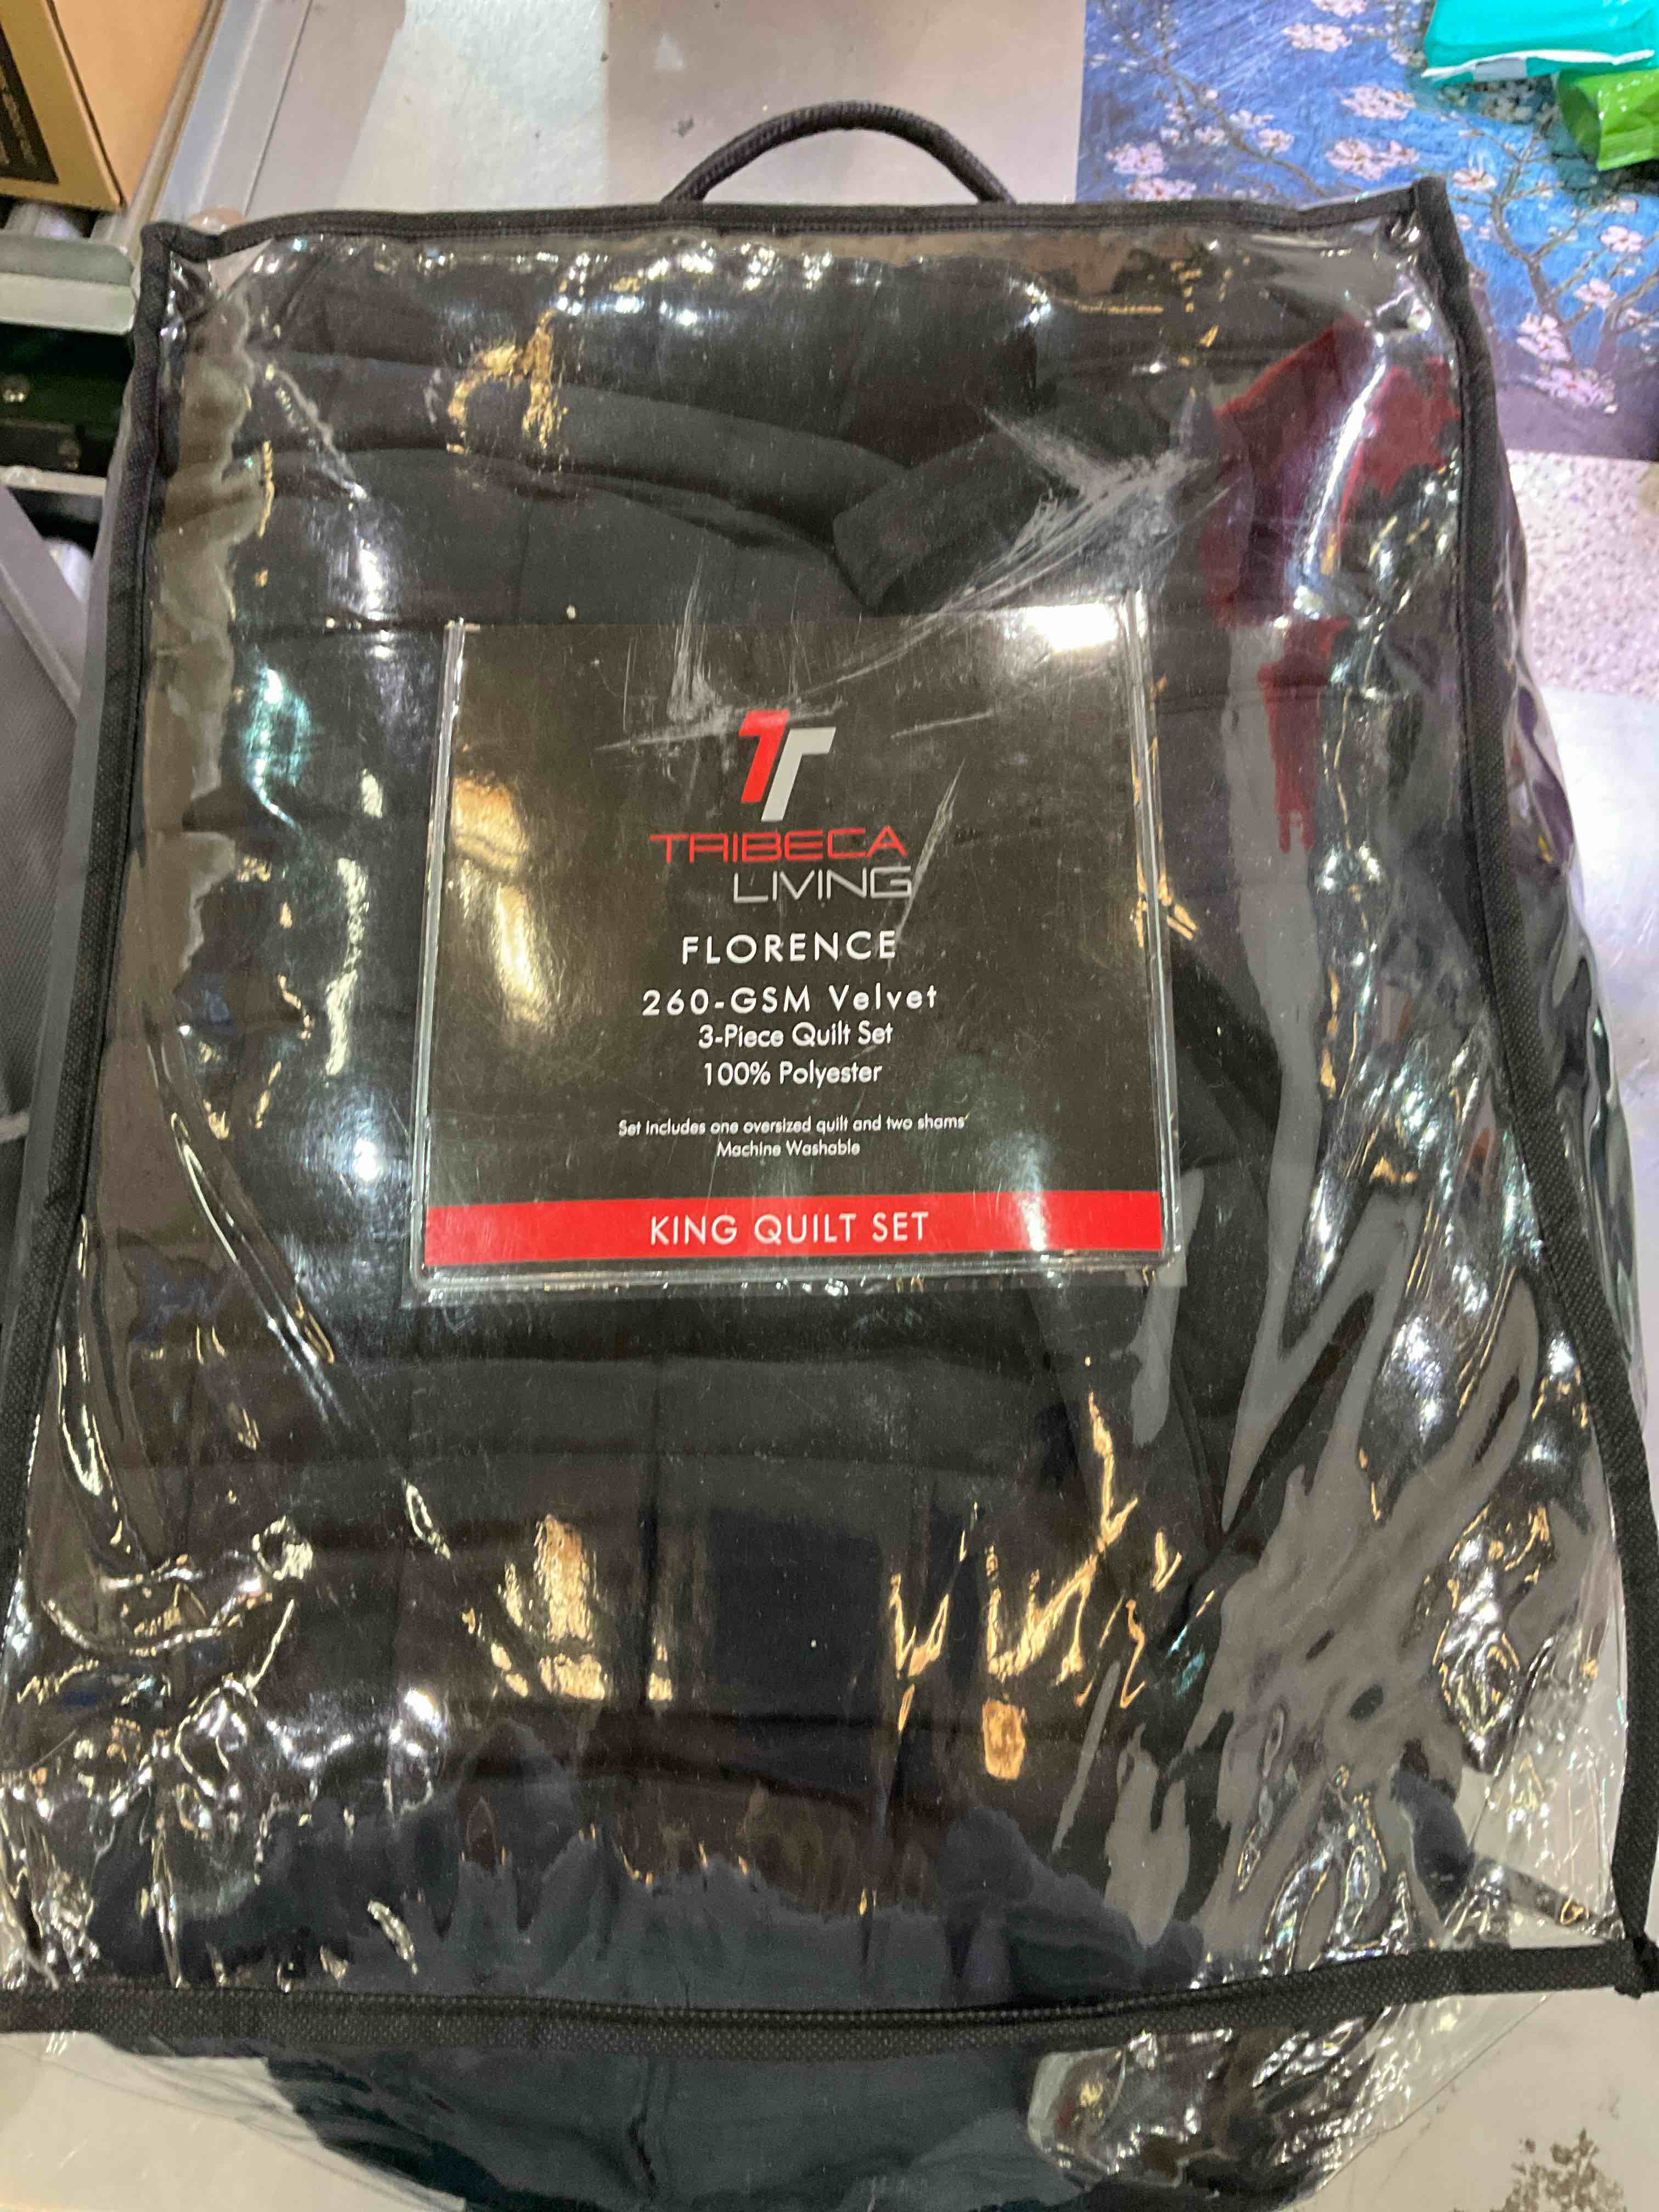 TRIBECA
LIVING
FLORENCE
260-GSM Velvet
3-Piece Quilt Set
100% Polyester
Set includes one oversized quilt and two shams
Machine Washable
KING QUILT SET